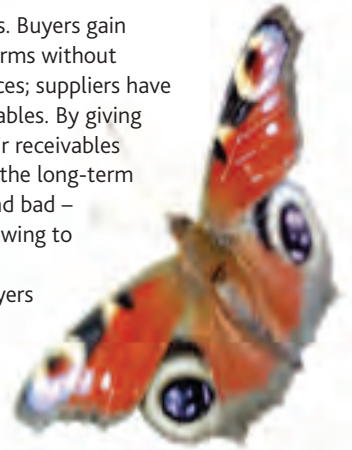 s. Buyers gain
rms without
ces; suppliers have
ables. By giving
r receivables
the long-term
nd bad –
wing to
yers